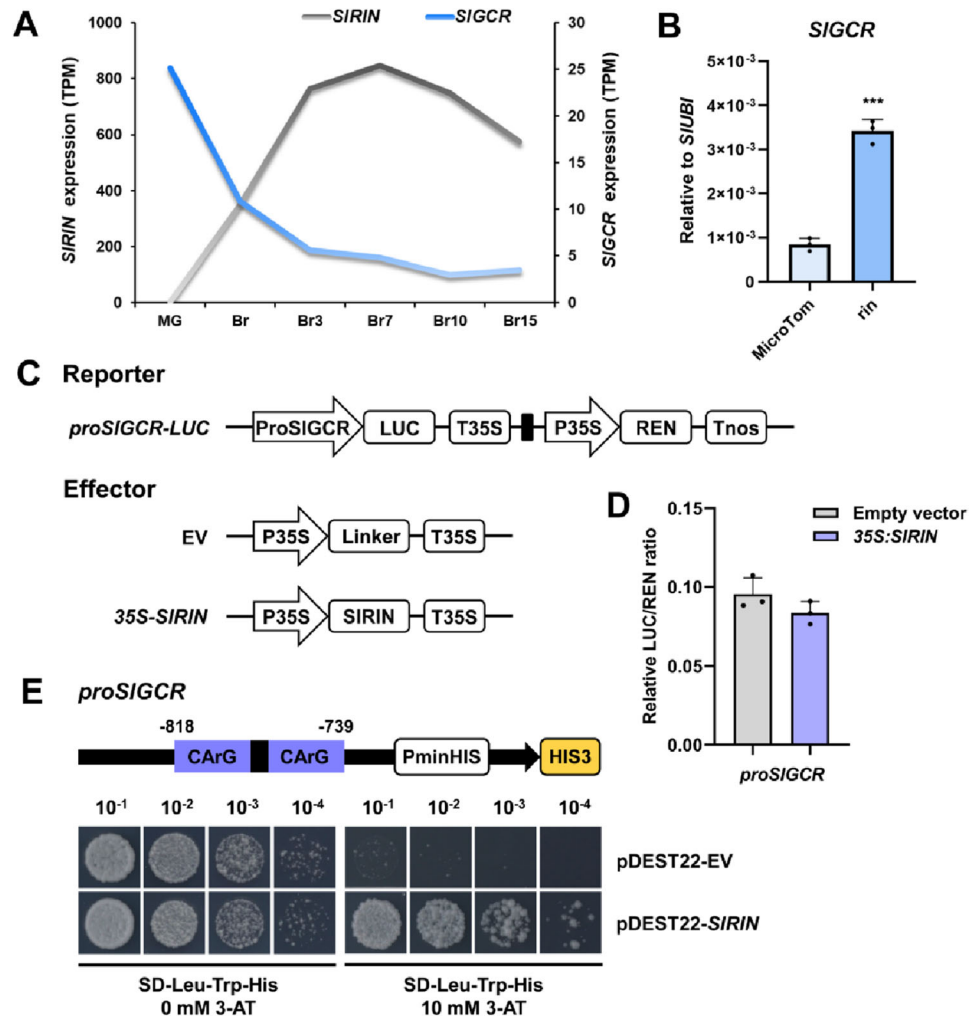 A
SlRIN SlGCR
1000
800
600
400
200
0
SlRIN expression (TPM)
30
25
20
15
10
5
0
SlGCR expression (TPM)
MG Br Br3 Br7 Br10 Br15
B
SlGCR
5×10⁻³
4×10⁻³
3×10⁻³
2×10⁻³
1×10⁻³
0
Relative to SlUBI
***
MicroTom rin
C Reporter
proSlGCR-LUC ProSlGCR LUC T35S P35S REN Tnos
Effector
EV P35S Linker T35S
35S-SlRIN P35S SlRIN T35S
D
Empty vector
35S:SlRIN
0.15
0.10
0.05
0.00
Relative LUC/REN ratio
proSlGCR
E proSlGCR
-818 -739
CArG CArG PminHIS HIS3
10⁻¹ 10⁻² 10⁻³ 10⁻⁴ 10⁻¹ 10⁻² 10⁻³ 10⁻⁴
pDEST22-EV
pDEST22-SlRIN
SD-Leu-Trp-His SD-Leu-Trp-His
0 mM 3-AT 10 mM 3-AT